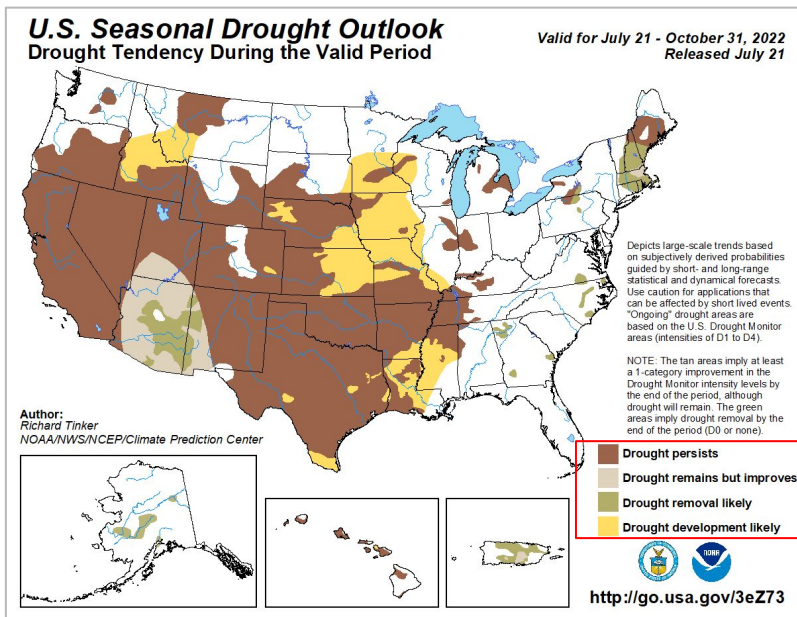 U.S. Seasonal Drought Outlook
Drought Tendency During the Valid Period
Valid for July 21 - October 31, 2022
Released July 21
Depicts large-scale trends based
on subjectively derived probabilities
guided by short- and long-range
statistical and dynamical forecasts.
Use caution for applications that
can be affected by short lived events.
"Ongoing" drought areas are
based on the U.S. Drought Monitor
areas (intensities of D1 to D4).
NOTE: The tan areas imply at least
a 1-category improvement in the
Drought Monitor intensity levels by
the end of the period, although
drought will remain. The green
areas imply drought removal by the
end of the period (D0 or none).
Author:
Richard Tinker
NOAA/NWS/NCEP/Climate Prediction Center
Drought persists
Drought remains but improves
Drought removal likely
Drought development likely
NOAA
http://go.usa.gov/3eZ73